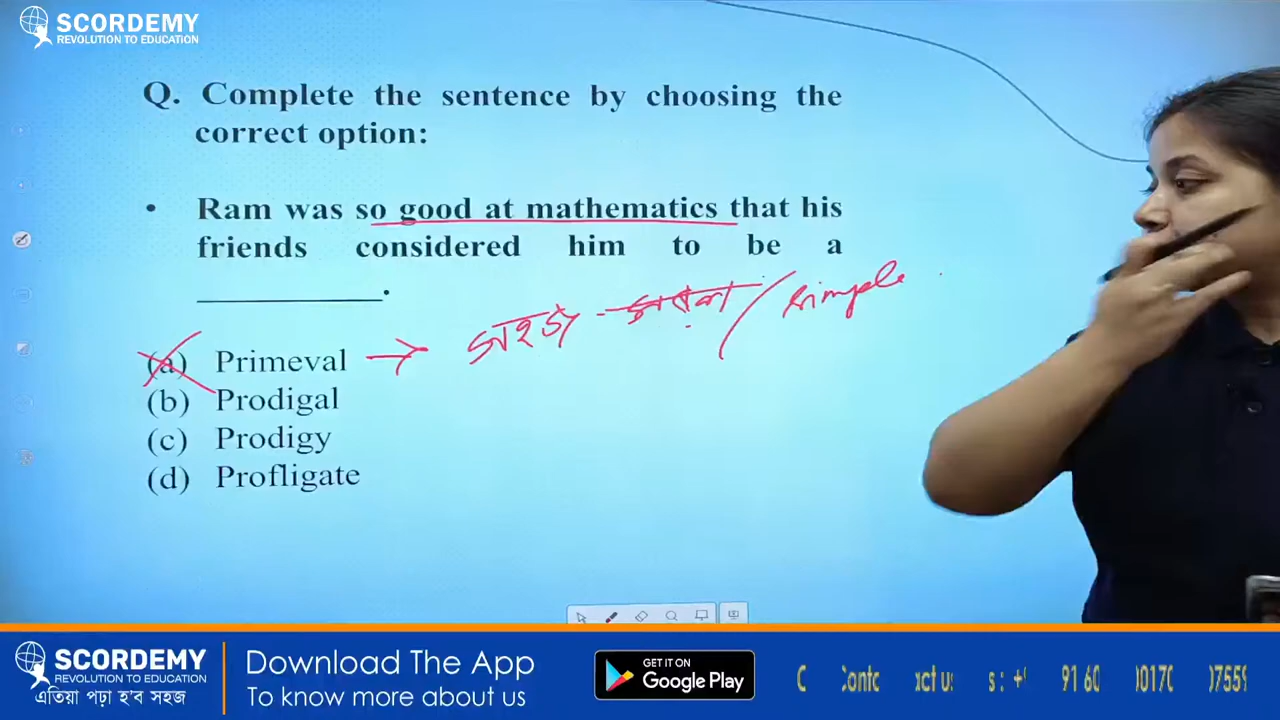 SCORDEMY
REVOLUTION TO EDUCATION
Q. Complete the sentence by choosing the
correct option:
• Ram was so good at mathematics that his
friends considered him to be a
____________.
(a) Primeval → সহজ - সৰল / simple
(b) Prodigal
(c) Prodigy
(d) Profligate
SCORDEMY
REVOLUTION TO EDUCATION
এতিয়া পঢ়া হ'ব সহজ
Download The App
To know more about us
GET IT ON
Google Play